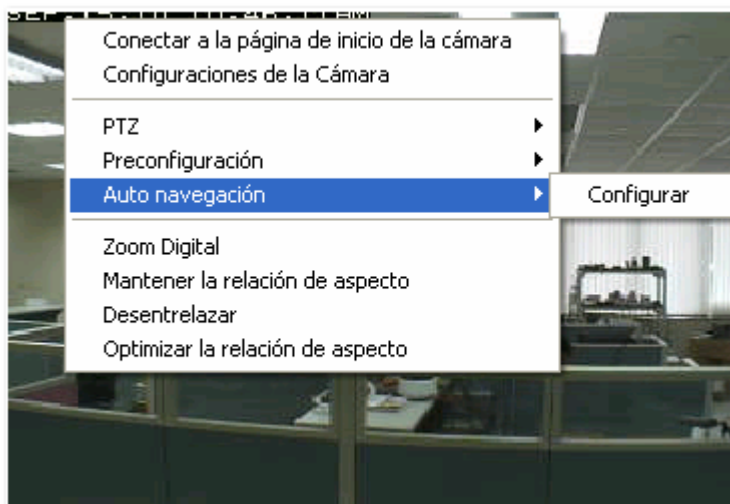 Conectar a la página de inicio de la cámara
Configuraciones de la Cámara
PTZ
Preconfiguración
Auto navegación
Configurar
Zoom Digital
Mantener la relación de aspecto
Desentrelazar
Optimizar la relación de aspecto